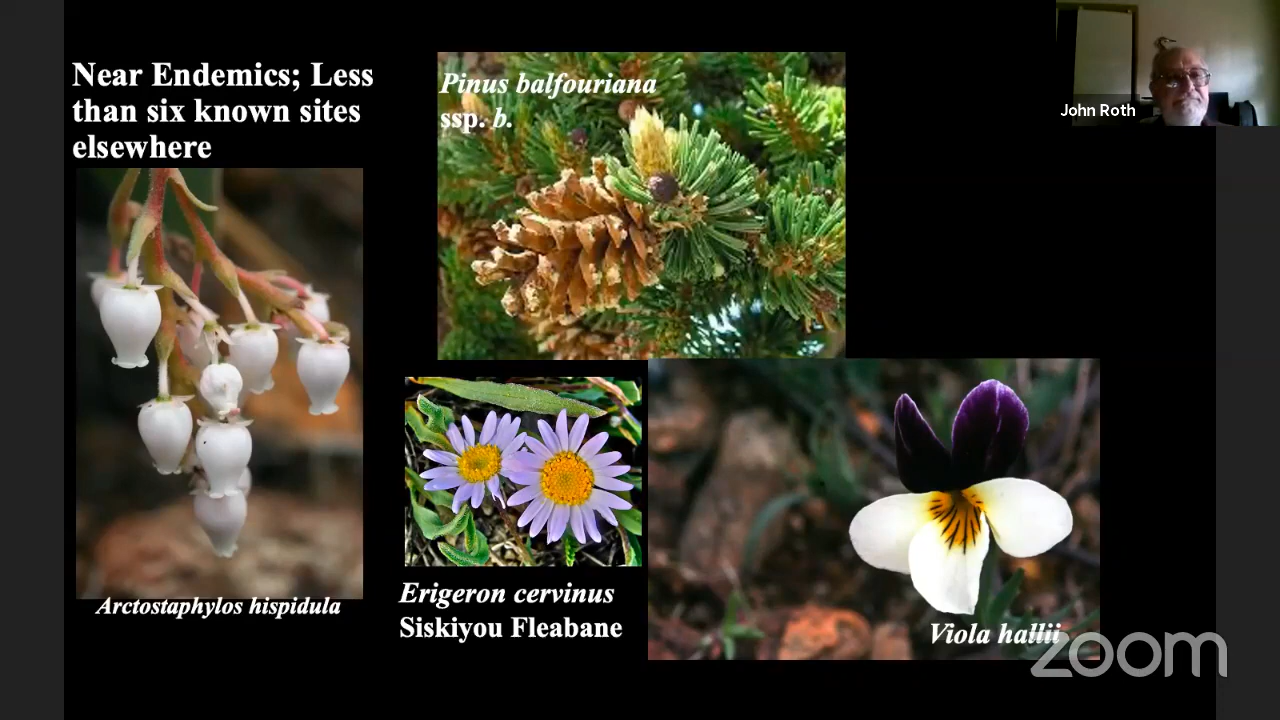 Near Endemics; Less
than six known sites
elsewhere
Pinus balfouriana
ssp. b.
John Roth
Arctostaphylos hispidula
Erigeron cervinus
Siskiyou Fleabane
Viola hallii
zoom